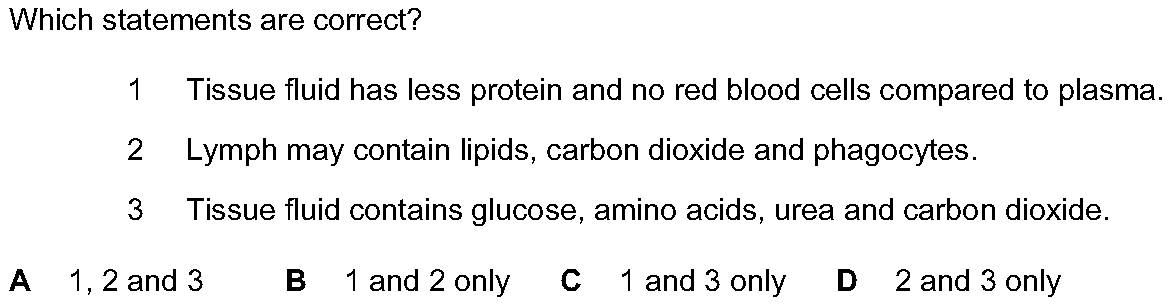 Which statements are correct?
1 Tissue fluid has less protein and no red blood cells compared to plasma.
2 Lymph may contain lipids, carbon dioxide and phagocytes.
3 Tissue fluid contains glucose, amino acids, urea and carbon dioxide.
A 1, 2 and 3 B 1 and 2 only C 1 and 3 only D 2 and 3 only